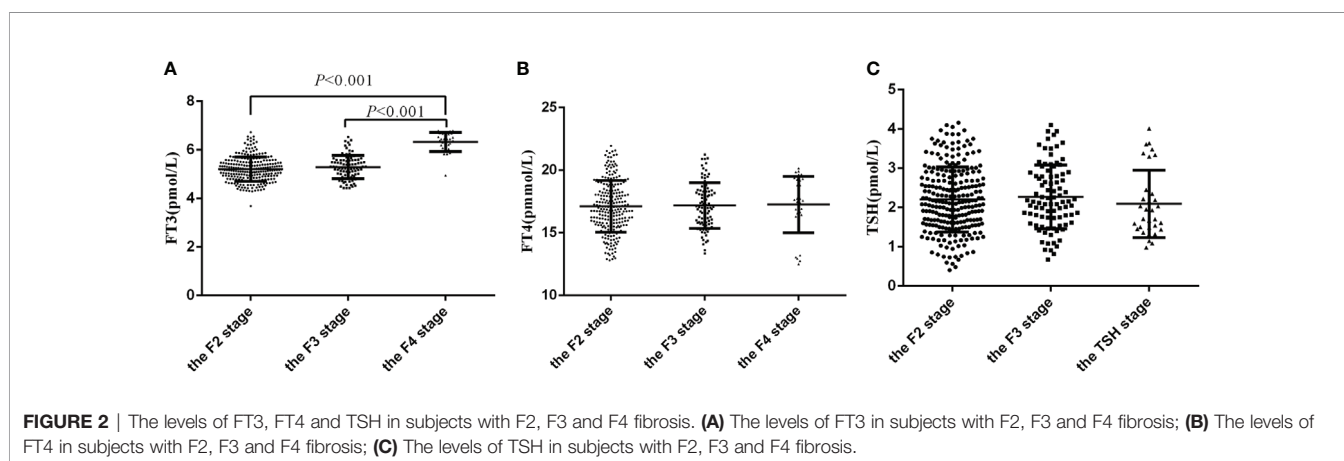 A
P<0.001
P<0.001
FT3(pmol/L)
8
6
4
2
0
the F2 stage
the F3 stage
the F4 stage
B
FT4(pmol/L)
25
20
15
10
the F2 stage
the F3 stage
the F4 stage
C
TSH(pmol/L)
5
4
3
2
1
0
the F2 stage
the F3 stage
the TSH stage
FIGURE 2 | The levels of FT3, FT4 and TSH in subjects with F2, F3 and F4 fibrosis. (A) The levels of FT3 in subjects with F2, F3 and F4 fibrosis; (B) The levels of
FT4 in subjects with F2, F3 and F4 fibrosis; (C) The levels of TSH in subjects with F2, F3 and F4 fibrosis.